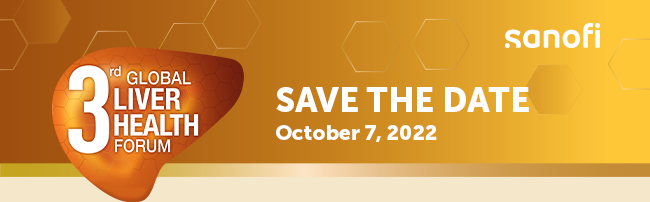 sanofi
3rd GLOBAL
LIVER
HEALTH
FORUM
SAVE THE DATE
October 7, 2022